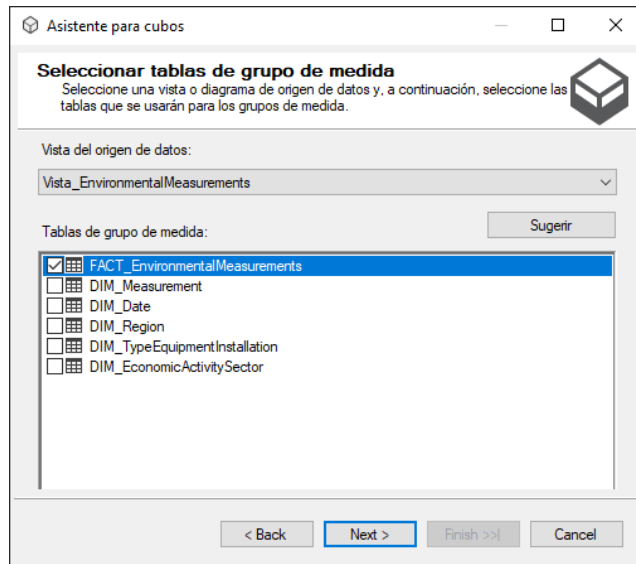 Asistente para cubos
Seleccionar tablas de grupo de medida
Seleccione una vista o diagrama de origen de datos y, a continuación, seleccione las
tablas que se usarán para los grupos de medida.
Vista del origen de datos:
Vista_EnvironmentalMeasurements
Tablas de grupo de medida:
Sugerir
FACT_EnvironmentalMeasurements
DIM_Measurement
DIM_Date
DIM_Region
DIM_TypeEquipmentInstallation
DIM_EconomicActivitySector
< Back
Next >
Finish >>|
Cancel